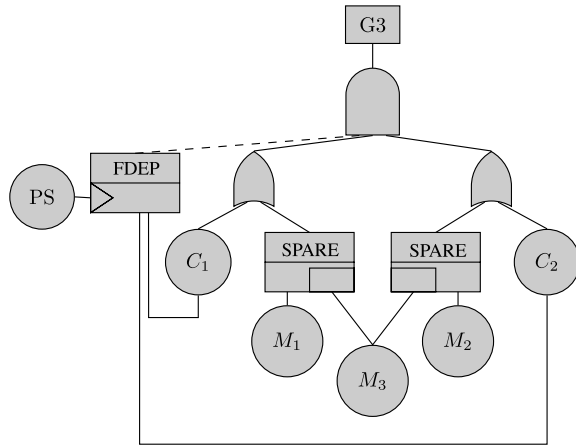 G3
FDEP
PS
SPARE
SPARE
C₁
C₂
M₁
M₂
M₃